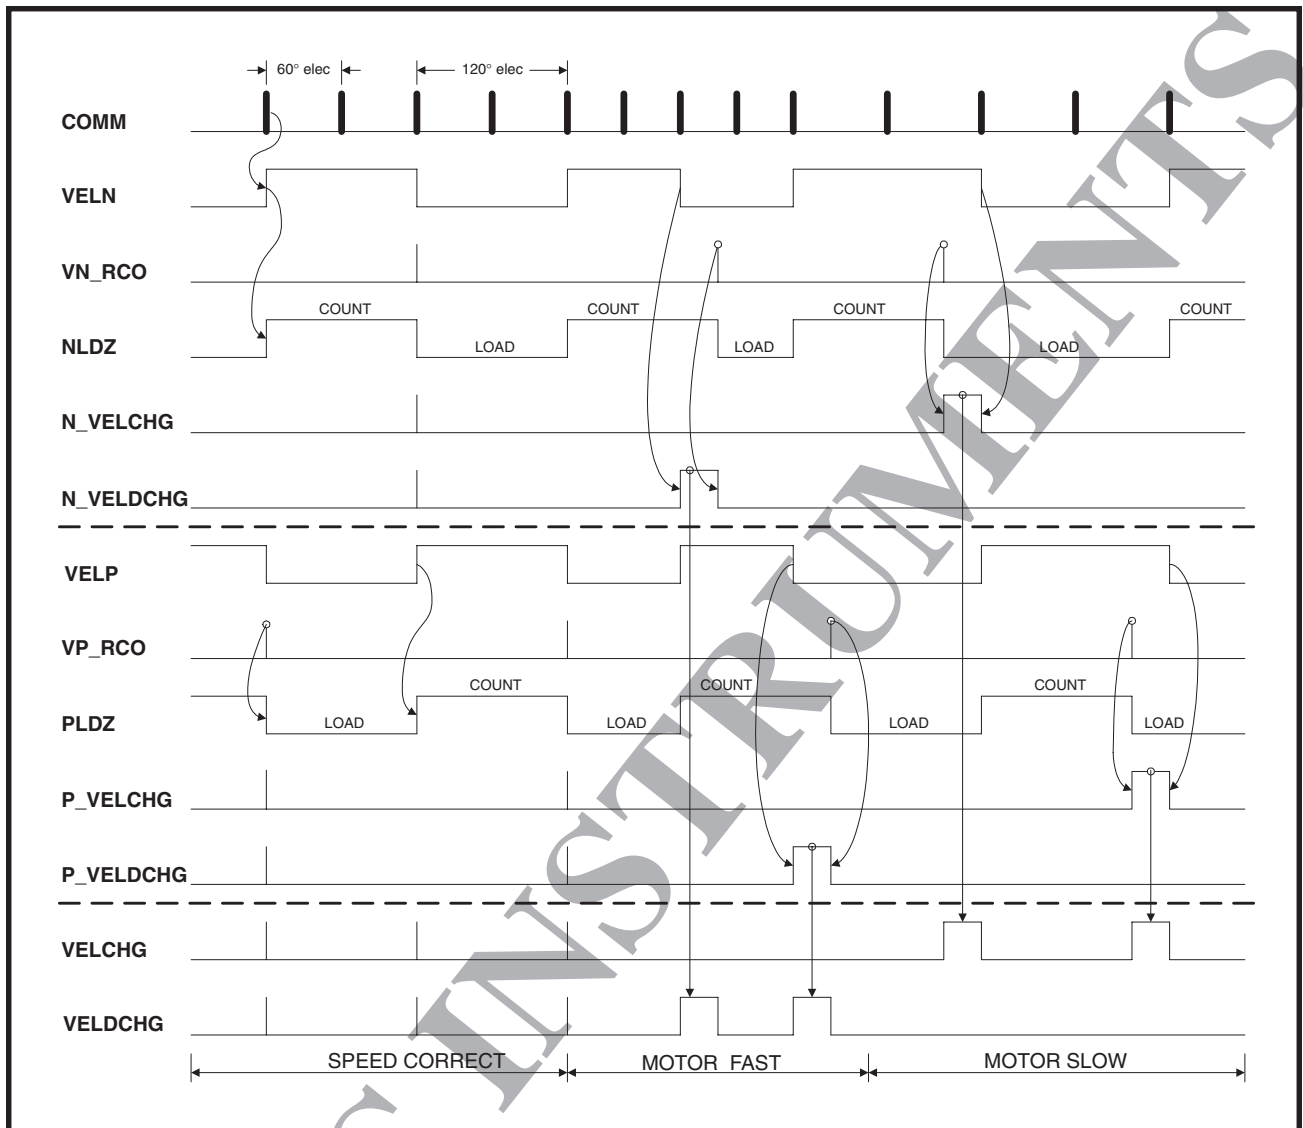 60° elec
120° elec
COMM
VELN
VN_RCO
COUNT
COUNT
COUNT
COUNT
NLDZ
LOAD
LOAD
LOAD
N_VELCHG
N_VELDCHG
VELP
VP_RCO
COUNT
COUNT
COUNT
PLDZ
LOAD
LOAD
LOAD
LOAD
P_VELCHG
P_VELDCHG
VELCHG
VELDCHG
SPEED CORRECT
MOTOR FAST
MOTOR SLOW
INSTRUMENTS